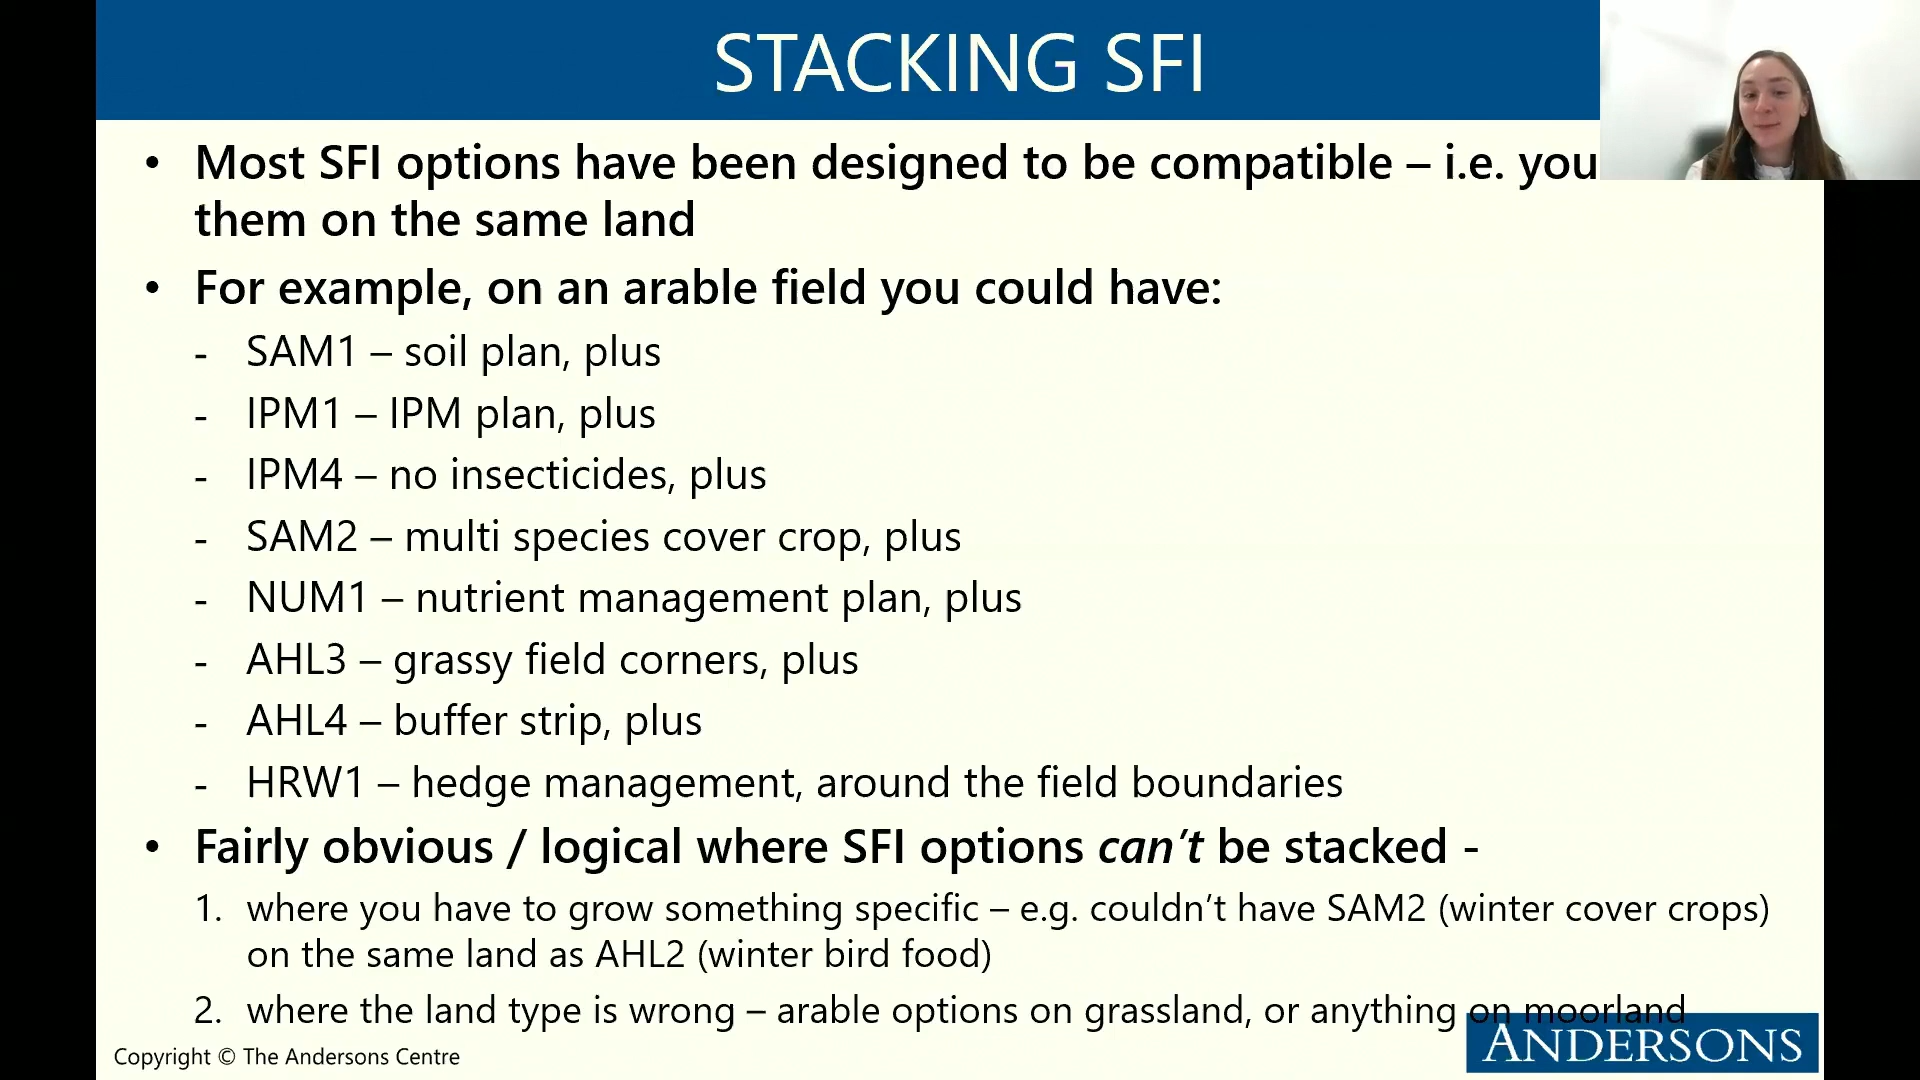 STACKING SFI
• Most SFI options have been designed to be compatible – i.e. you
them on the same land
• For example, on an arable field you could have:
- SAM1 – soil plan, plus
- IPM1 – IPM plan, plus
- IPM4 – no insecticides, plus
- SAM2 – multi species cover crop, plus
- NUM1 – nutrient management plan, plus
- AHL3 – grassy field corners, plus
- AHL4 – buffer strip, plus
- HRW1 – hedge management, around the field boundaries
• Fairly obvious / logical where SFI options can't be stacked -
1. where you have to grow something specific – e.g. couldn't have SAM2 (winter cover crops)
on the same land as AHL2 (winter bird food)
2. where the land type is wrong – arable options on grassland, or anything on moorland
Copyright © The Andersons Centre
ANDERSONS